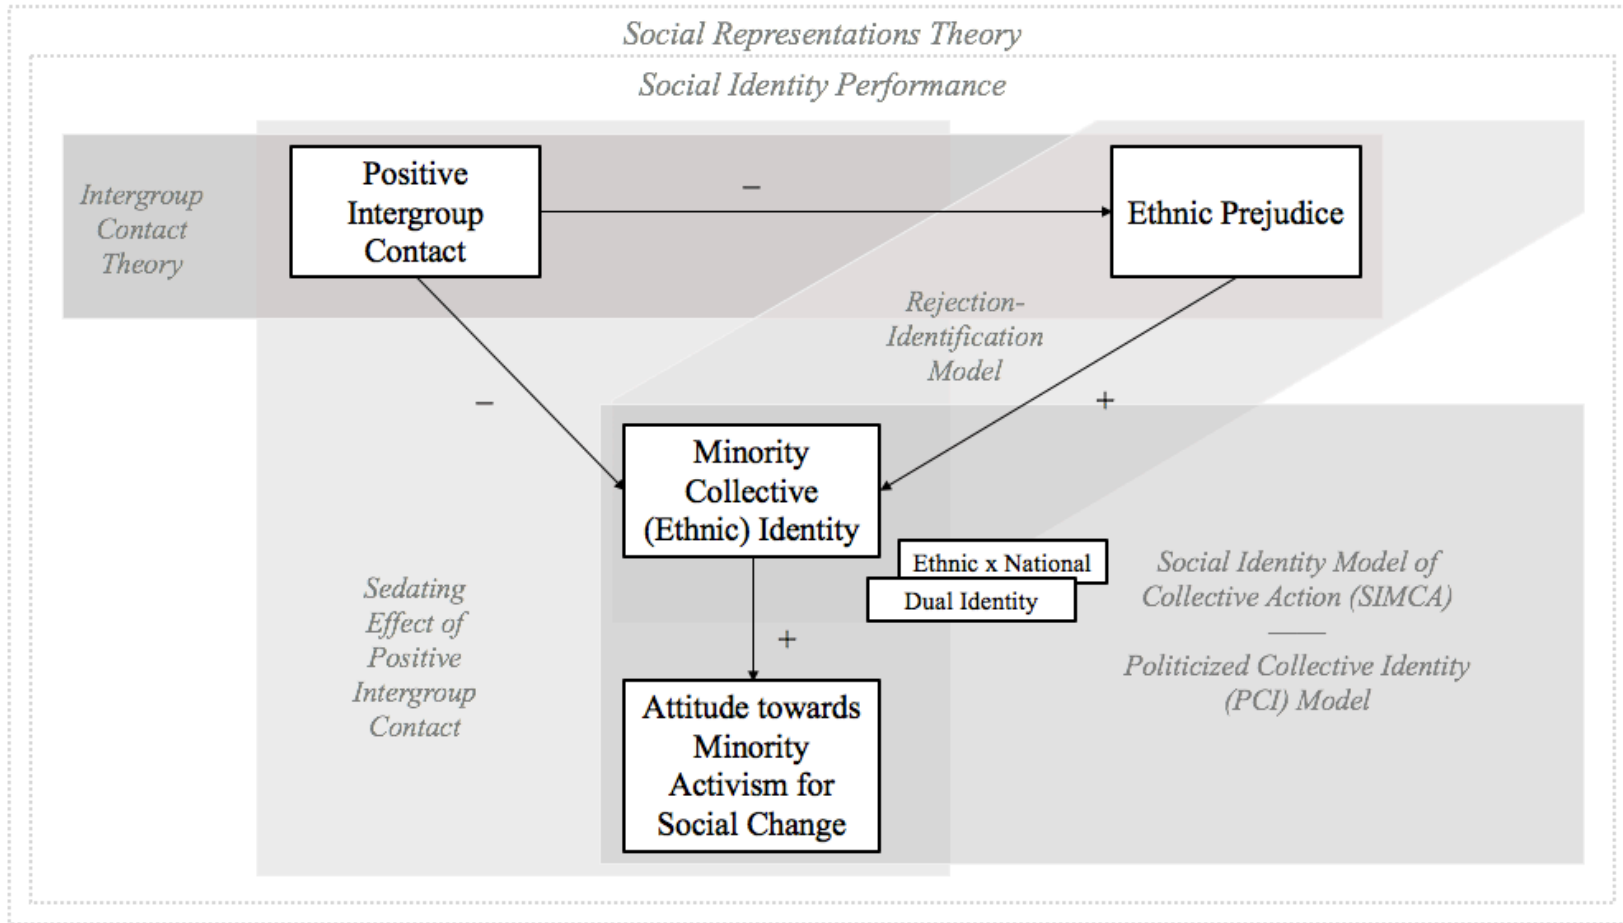 Social Representations Theory
Social Identity Performance
Intergroup
Contact
Theory
Positive
Intergroup
Contact
–
Ethnic Prejudice
Rejection-
Identification
Model
–
+
Minority
Collective
(Ethnic) Identity
Ethnic x National
Dual Identity
Sedating
Effect of
Positive
Intergroup
Contact
+
Social Identity Model of
Collective Action (SIMCA)
Politicized Collective Identity
(PCI) Model
Attitude towards
Minority
Activism for
Social Change